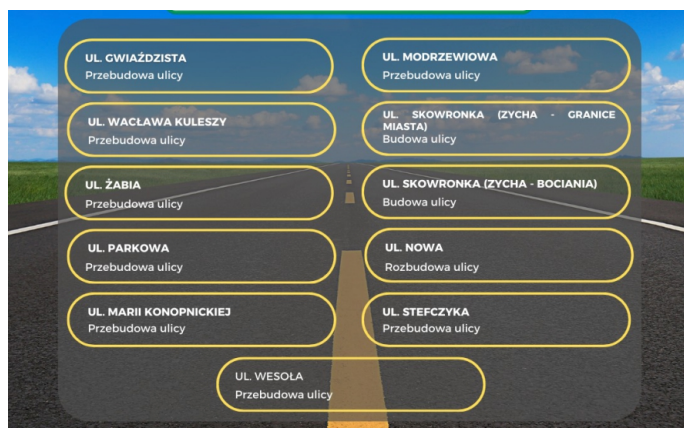 UL. GWIAŹDZISTA
Przebudowa ulicy
UL. WACŁAWA KULESZY
Przebudowa ulicy
UL. ŻABIA
Przebudowa ulicy
UL. PARKOWA
Przebudowa ulicy
UL. MARII KONOPNICKIEJ
Przebudowa ulicy
UL. MODRZEWIOWA
Przebudowa ulicy
UL. SKOWRONKA (ZYCHA - GRANICE
MIASTA)
Budowa ulicy
UL. SKOWRONKA (ZYCHA - BOCIANIA)
Budowa ulicy
UL. NOWA
Rozbudowa ulicy
UL. STEFCZYKA
Przebudowa ulicy
UL. WESOŁA
Przebudowa ulicy